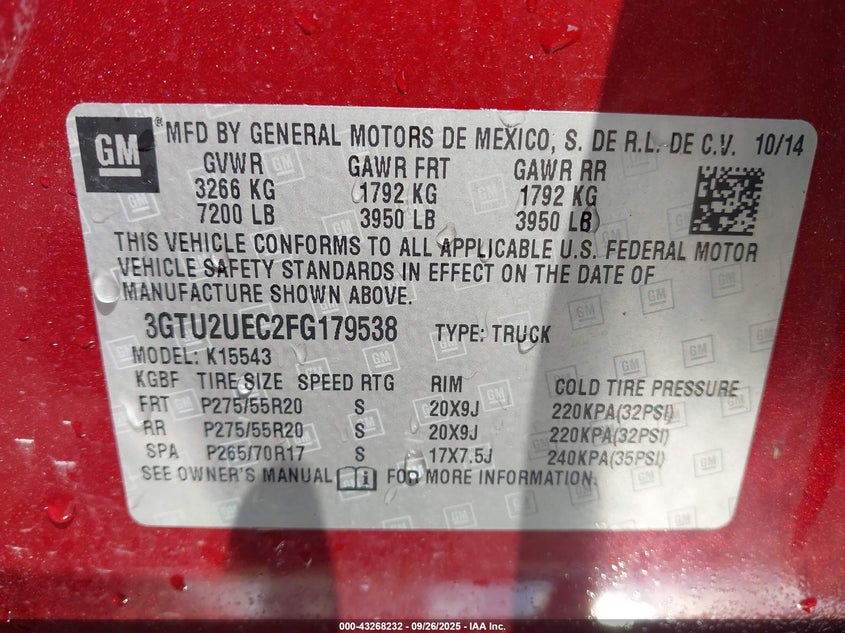 GM ® MFD BY GENERAL MOTORS DE MEXICO, S. DE R.L. DE C.V. 10/14
GVWR GAWR FRT GAWR RR
3266 KG 1792 KG 1792 KG
7200 LB 3950 LB 3950 LB
THIS VEHICLE CONFORMS TO ALL APPLICABLE U.S. FEDERAL MOTOR
VEHICLE SAFETY STANDARDS IN EFFECT ON THE DATE OF
MANUFACTURE SHOWN ABOVE.
3GTU2UEC2FG179538 TYPE: TRUCK
MODEL: K15543
KGBF TIRE SIZE SPEED RTG RIM COLD TIRE PRESSURE
FRT P275/55R20 S 20X9J 220KPA(32PSI)
RR P275/55R20 S 20X9J 220KPA(32PSI)
SPA P265/70R17 S 17X7.5J 240KPA(35PSI)
SEE OWNER'S MANUAL i FOR MORE INFORMATION.
000-43268232 - 09/26/2025 - IAA Inc.